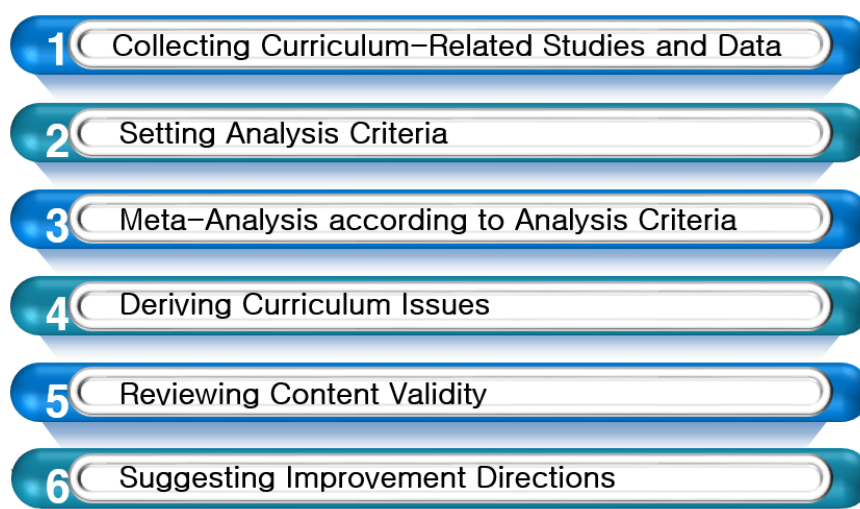 1 Collecting Curriculum-Related Studies and Data
2 Setting Analysis Criteria
3 Meta-Analysis according to Analysis Criteria
4 Deriving Curriculum Issues
5 Reviewing Content Validity
6 Suggesting Improvement Directions